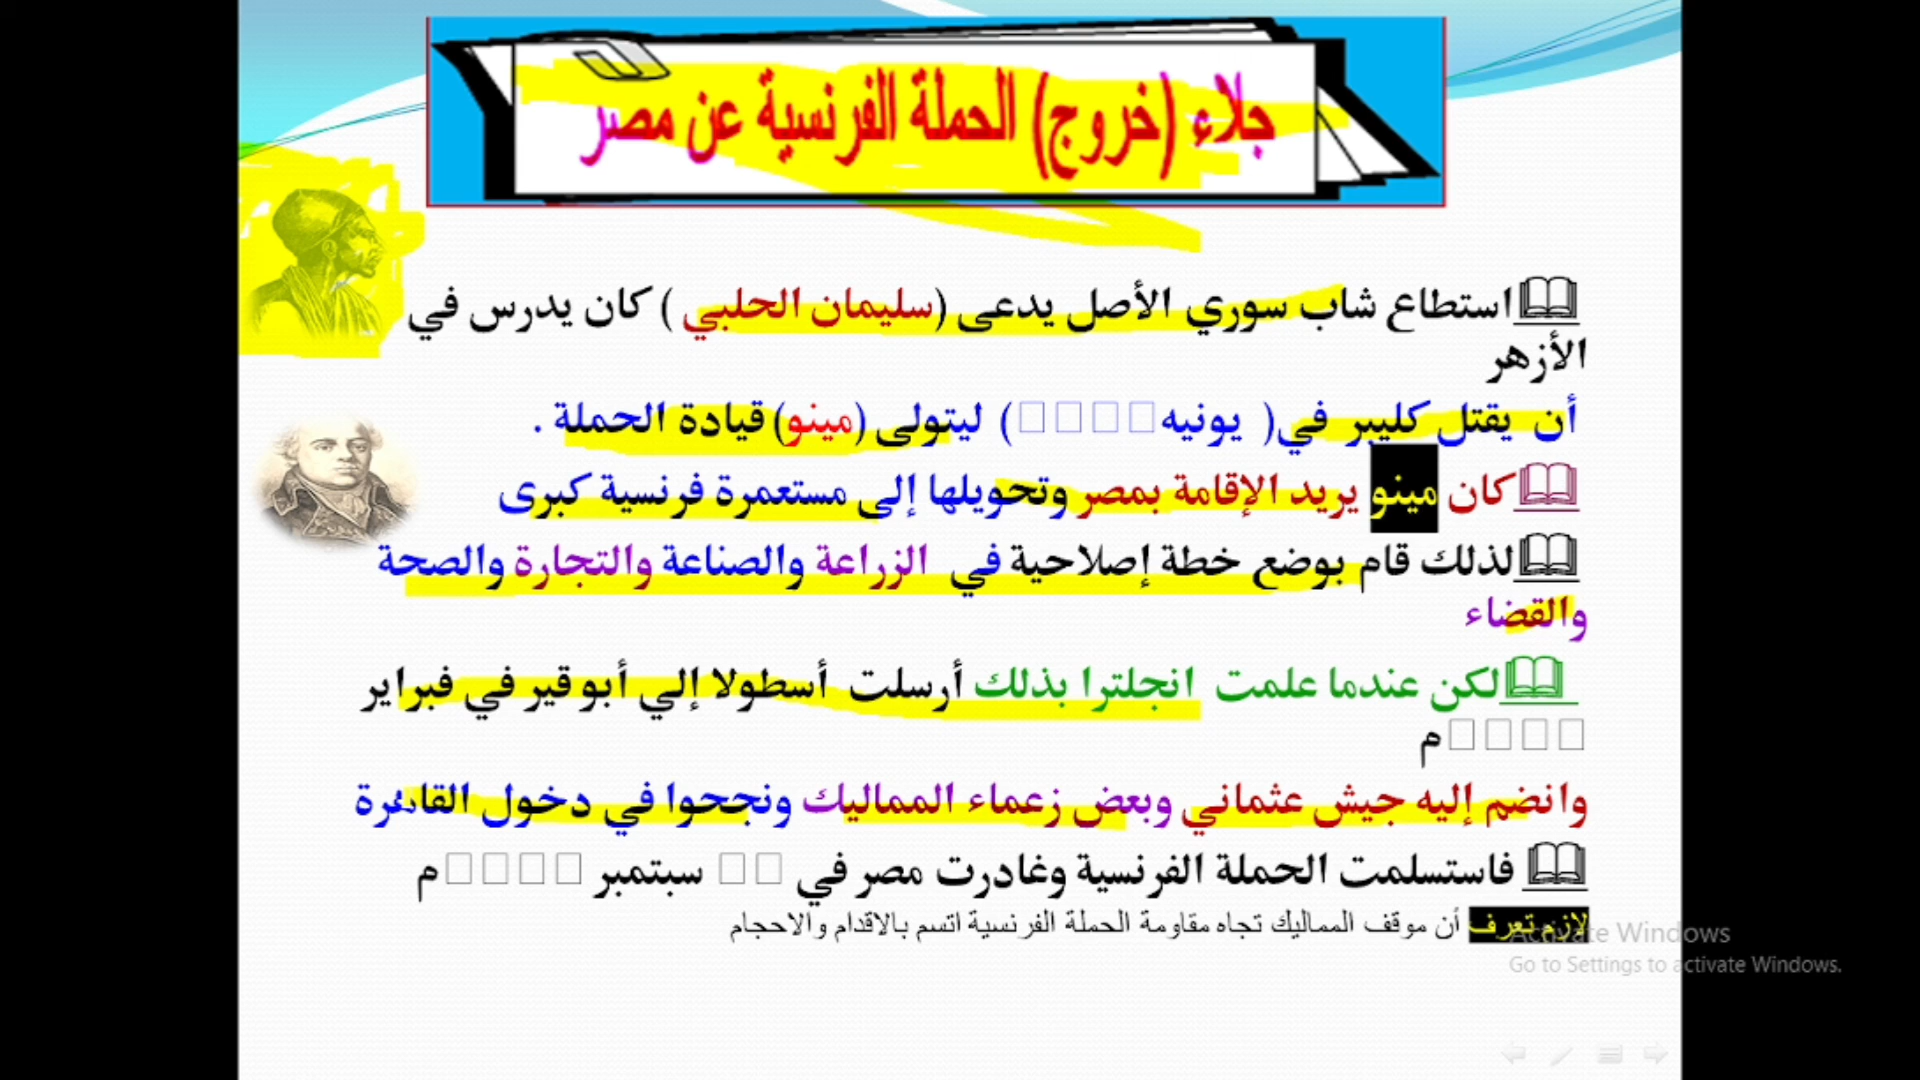 جلاء (خروج) الحملة الفرنسية عن مصر
استطاع شاب سوري الأصل يدعى (سليمان الحلبي ) كان يدرس في
الأزهر
أن يقتل كليبر في( يونيه□□□□) ليتولى (مينو) قيادة الحملة .
كان مينو يريد الإقامة بمصر وتحويلها إلى مستعمرة فرنسية كبرى
لذلك قام بوضع خطة إصلاحية في الزراعة والصناعة والتجارة والصحة
والقضاء
لكن عندما علمت انجلترا بذلك أرسلت أسطولا إلي أبو قير في فبراير
□□□□م
وانضم إليه جيش عثماني وبعض زعماء المماليك ونجحوا في دخول القاهرة
فاستسلمت الحملة الفرنسية وغادرت مصر في □□ سبتمبر □□□□م
لازم تعرف أن موقف المماليك تجاه مقاومة الحملة الفرنسية اتسم بالاقدام والاحجام
Activate Windows
Go to Settings to activate Windows.